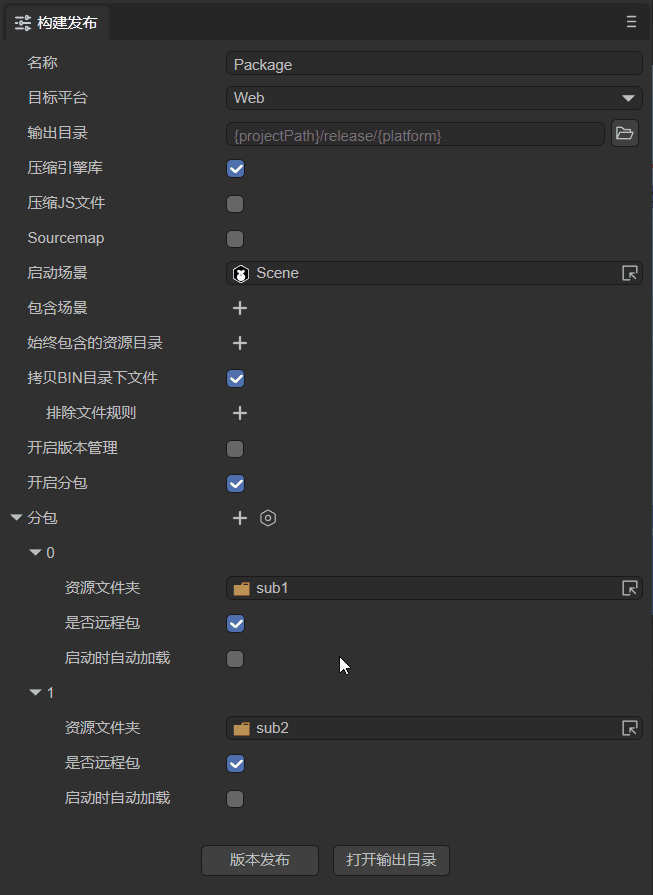 构建发布
名称 Package
目标平台 Web
输出目录 {projectPath}/release/{platform}
压缩引擎库
压缩JS文件
Sourcemap
启动场景 Scene
包含场景
始终包含的资源目录
拷贝BIN目录下文件
排除文件规则
开启版本管理
开启分包
分包
0
资源文件夹 sub1
是否远程包
启动时自动加载
1
资源文件夹 sub2
是否远程包
启动时自动加载
版本发布 打开输出目录